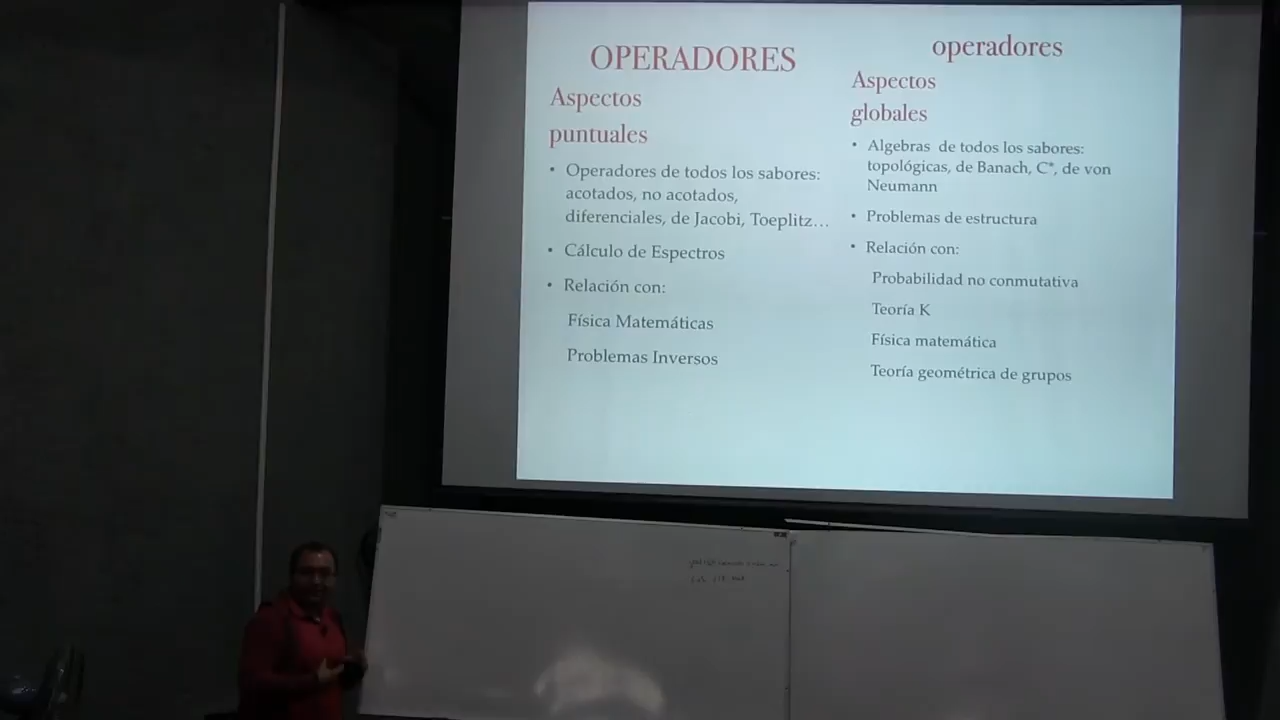 OPERADORES
Aspectos
puntuales
• Operadores de todos los sabores:
acotados, no acotados,
diferenciales, de Jacobi, Toeplitz…
• Cálculo de Espectros
• Relación con:
Física Matemáticas
Problemas Inversos
operadores
Aspectos
globales
• Algebras de todos los sabores:
topológicas, de Banach, C*, de von
Neumann
• Problemas de estructura
• Relación con:
Probabilidad no conmutativa
Teoría K
Física matemática
Teoría geométrica de grupos